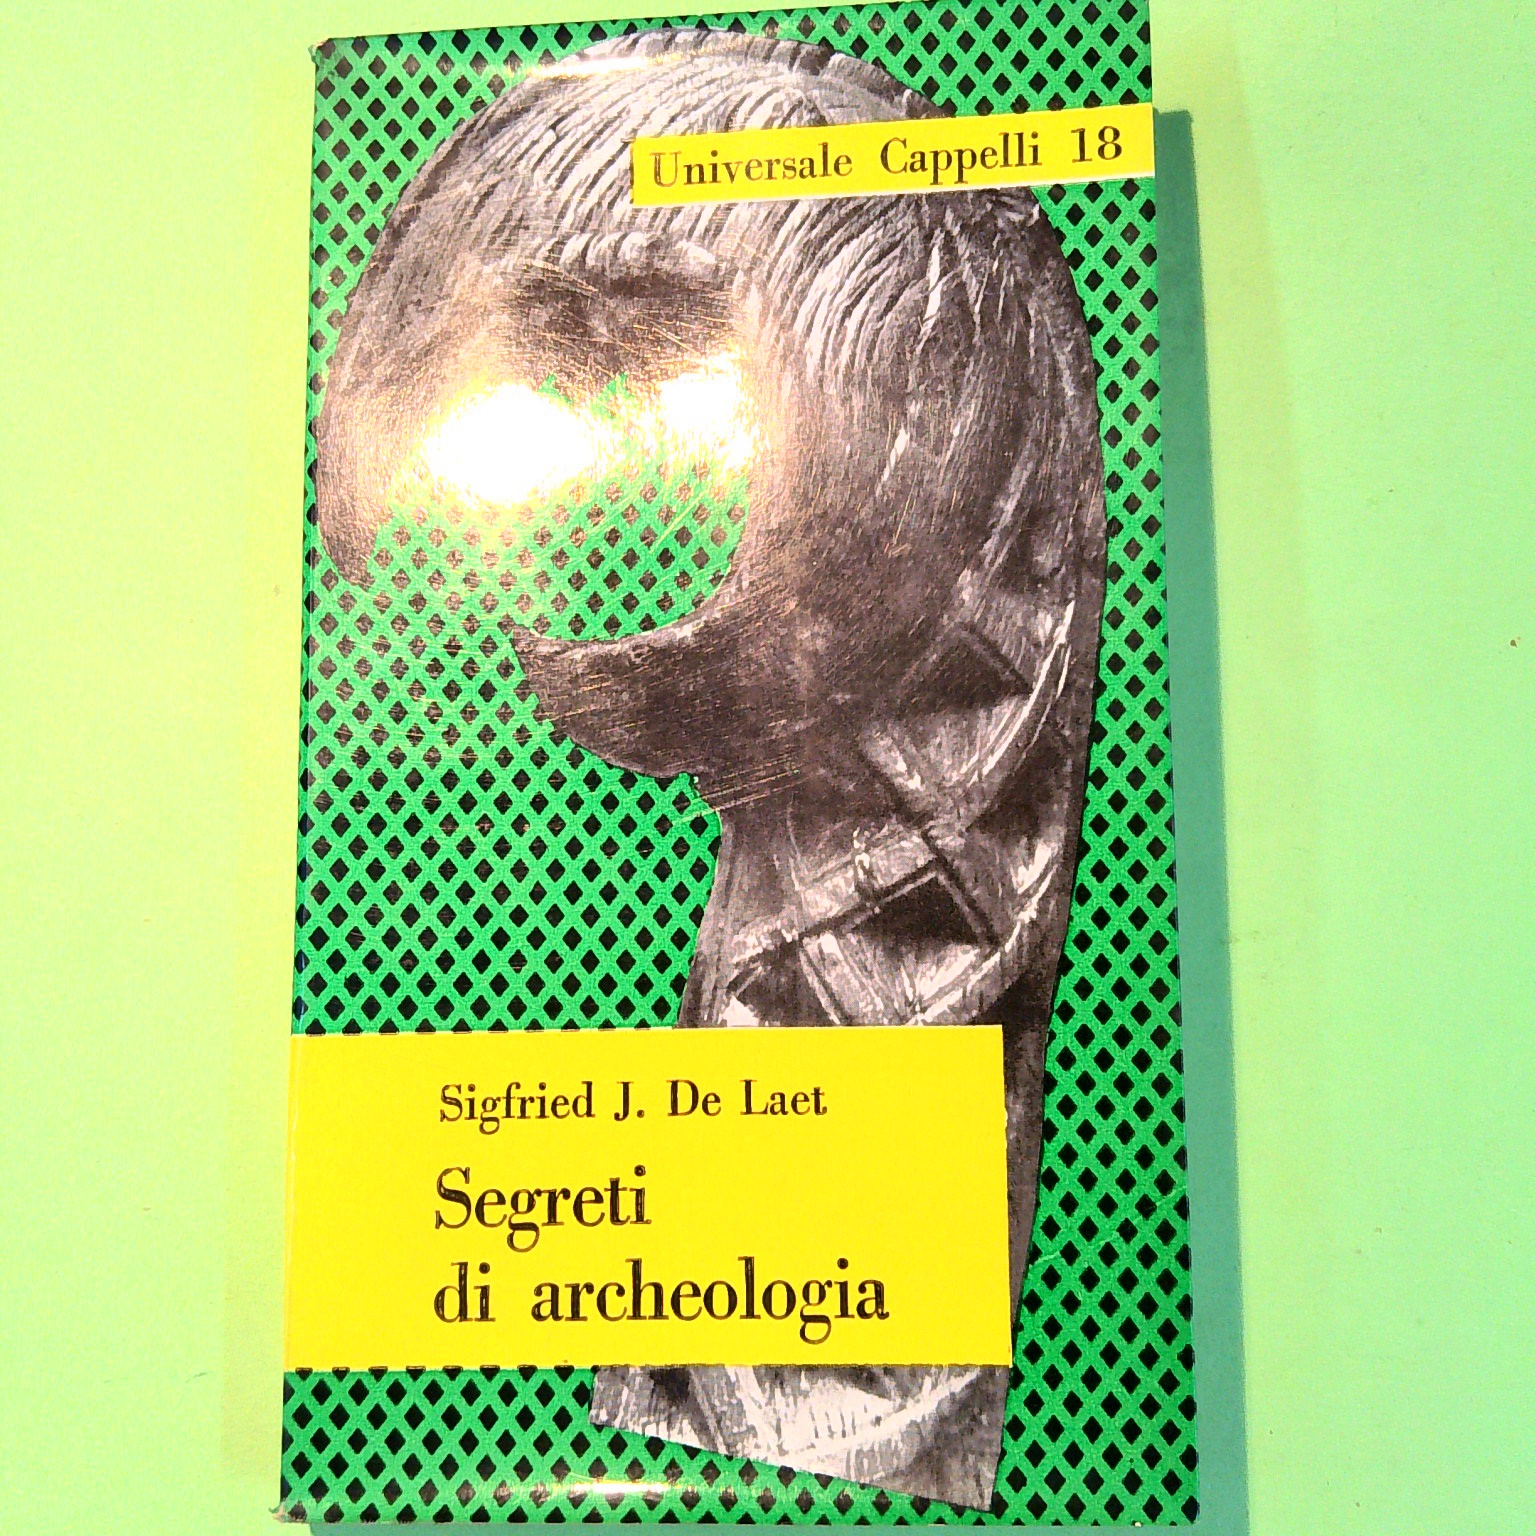 Universale Cappelli 18
Sigfried J. De Laet
Segreti
di archeologia